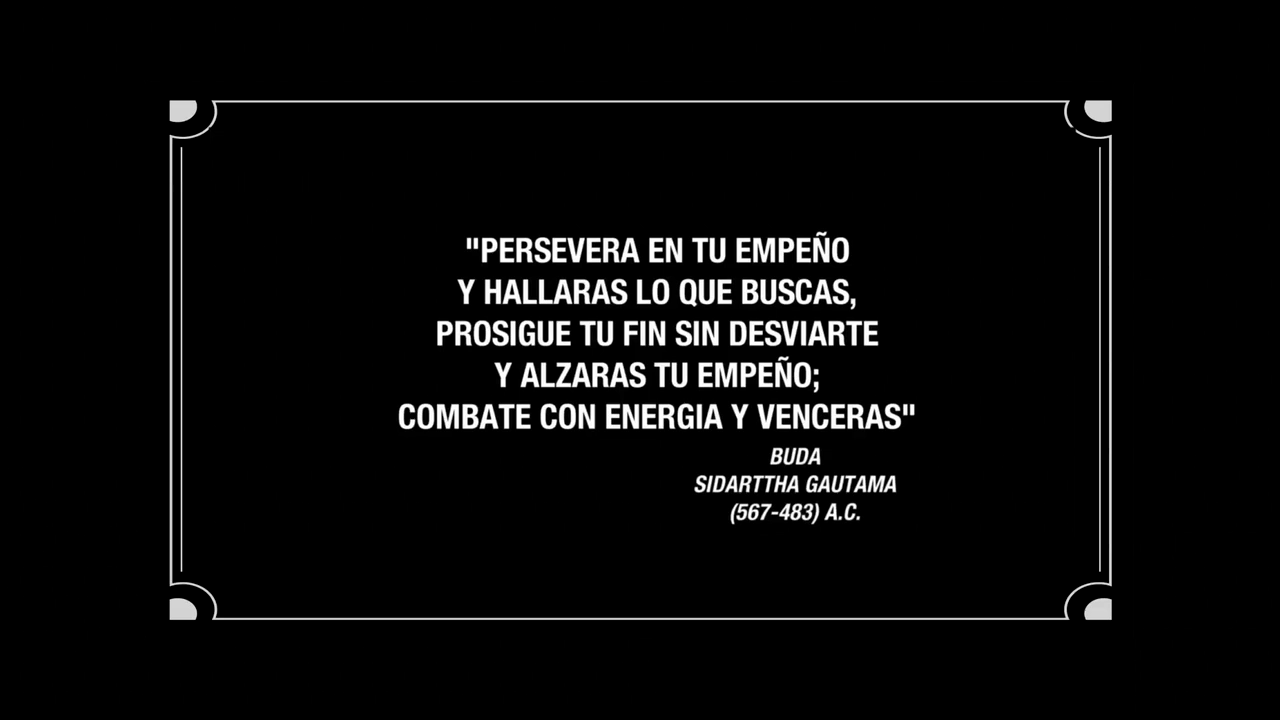 "PERSEVERA EN TU EMPEÑO
Y HALLARAS LO QUE BUSCAS,
PROSIGUE TU FIN SIN DESVIARTE
Y ALZARAS TU EMPEÑO;
COMBATE CON ENERGIA Y VENCERAS"
BUDA
SIDARTTHA GAUTAMA
(567-483) A.C.